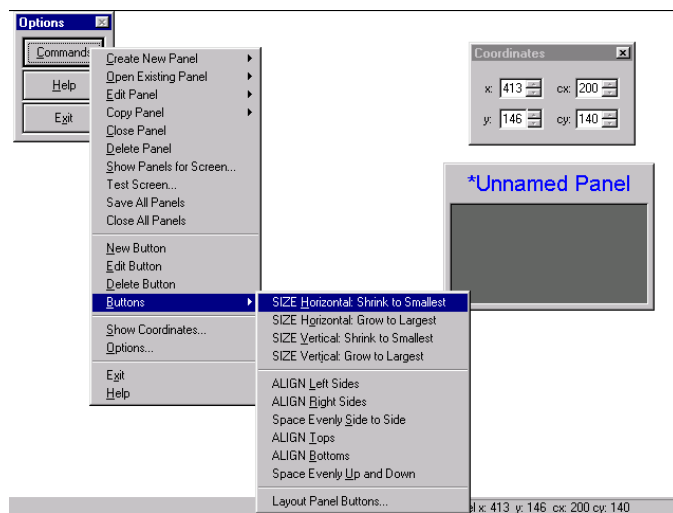 Options
Commands
Help
Exit
Create New Panel
Open Existing Panel
Edit Panel
Copy Panel
Close Panel
Delete Panel
Show Panels for Screen...
Test Screen...
Save All Panels
Close All Panels
New Button
Edit Button
Delete Button
Buttons
Show Coordinates...
Options...
Exit
Help
SIZE Horizontal: Shrink to Smallest
SIZE Horizontal: Grow to Largest
SIZE Vertical: Shrink to Smallest
SIZE Vertical: Grow to Largest
ALIGN Left Sides
ALIGN Right Sides
Space Evenly Side to Side
ALIGN Tops
ALIGN Bottoms
Space Evenly Up and Down
Layout Panel Buttons...
Coordinates
x: 413 cx: 200
y: 146 cy: 140
*Unnamed Panel
x: 413 y: 146 cx: 200 cy: 140